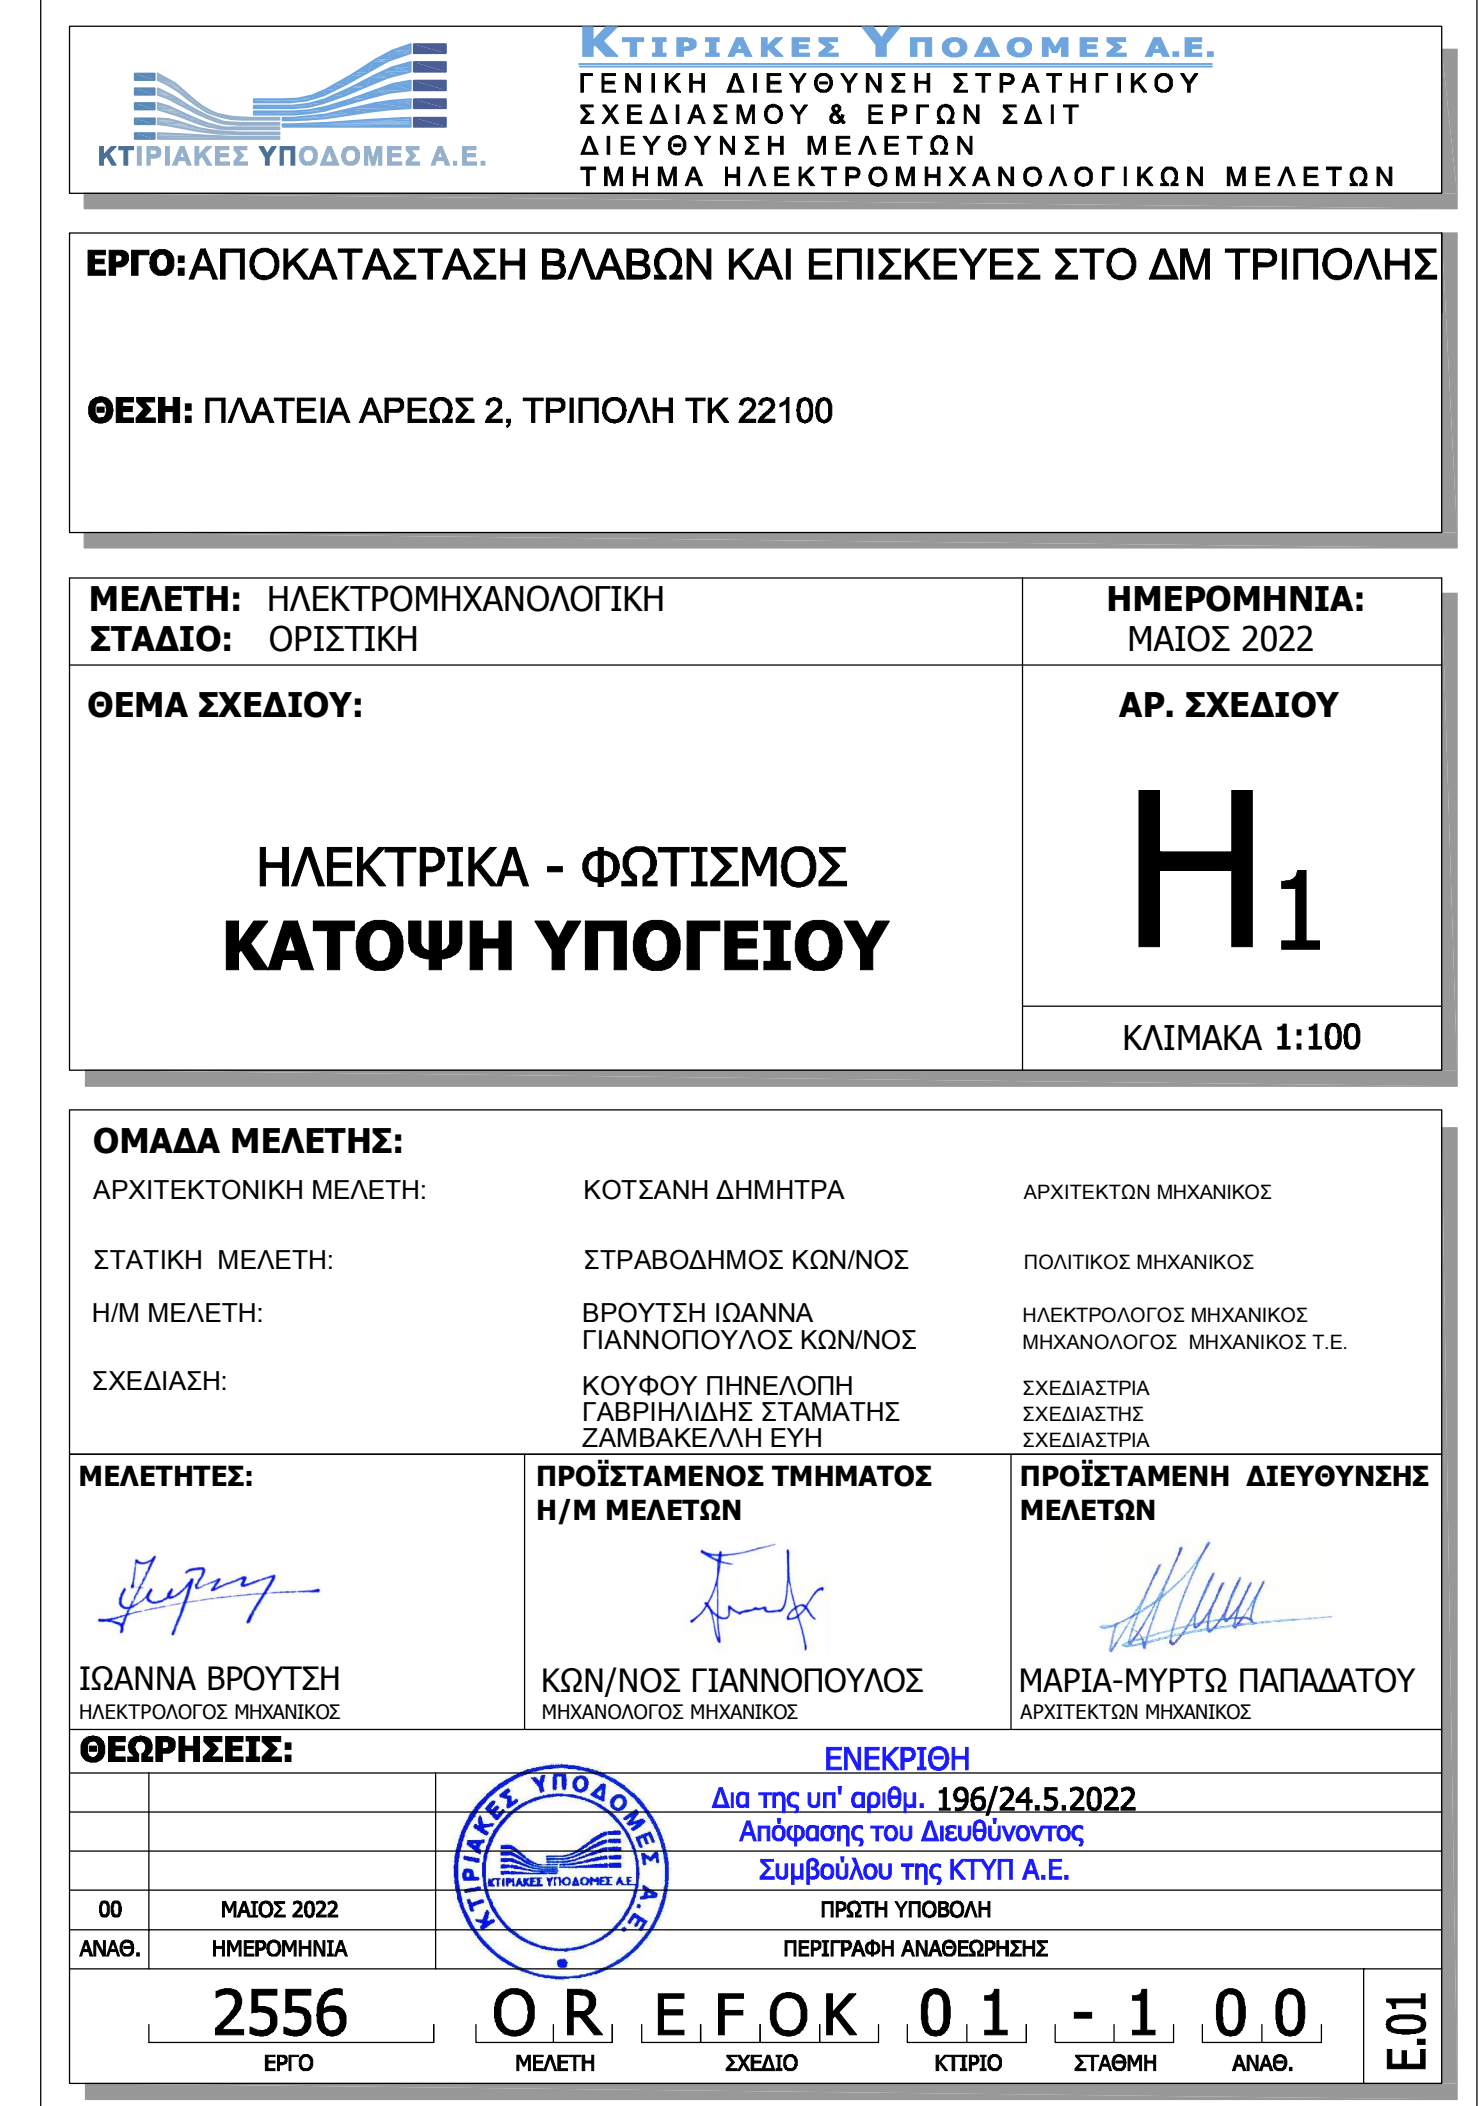 ΚΤΙΡΙΑΚΕΣ ΥΠΟΔΟΜΕΣ Α.Ε.
ΚΤΙΡΙΑΚΕΣ ΥΠΟΔΟΜΕΣ Α.Ε.
ΓΕΝΙΚΗ ΔΙΕΥΘΥΝΣΗ ΣΤΡΑΤΗΓΙΚΟΥ
ΣΧΕΔΙΑΣΜΟΥ & ΕΡΓΩΝ ΣΔΙΤ
ΔΙΕΥΘΥΝΣΗ ΜΕΛΕΤΩΝ
ΤΜΗΜΑ ΗΛΕΚΤΡΟΜΗΧΑΝΟΛΟΓΙΚΩΝ ΜΕΛΕΤΩΝ
ΕΡΓΟ: ΑΠΟΚΑΤΑΣΤΑΣΗ ΒΛΑΒΩΝ ΚΑΙ ΕΠΙΣΚΕΥΕΣ ΣΤΟ ΔΜ ΤΡΙΠΟΛΗΣ
ΘΕΣΗ: ΠΛΑΤΕΙΑ ΑΡΕΩΣ 2, ΤΡΙΠΟΛΗ ΤΚ 22100
ΜΕΛΕΤΗ: ΗΛΕΚΤΡΟΜΗΧΑΝΟΛΟΓΙΚΗ
ΣΤΑΔΙΟ: ΟΡΙΣΤΙΚΗ
ΗΜΕΡΟΜΗΝΙΑ:
ΜΑΙΟΣ 2022
ΘΕΜΑ ΣΧΕΔΙΟΥ:
ΗΛΕΚΤΡΙΚΑ - ΦΩΤΙΣΜΟΣ
ΚΑΤΟΨΗ ΥΠΟΓΕΙΟΥ
ΑΡ. ΣΧΕΔΙΟΥ
Η1
ΚΛΙΜΑΚΑ 1:100
ΟΜΑΔΑ ΜΕΛΕΤΗΣ:
ΑΡΧΙΤΕΚΤΟΝΙΚΗ ΜΕΛΕΤΗ: ΚΟΤΣΑΝΗ ΔΗΜΗΤΡΑ ΑΡΧΙΤΕΚΤΩΝ ΜΗΧΑΝΙΚΟΣ
ΣΤΑΤΙΚΗ ΜΕΛΕΤΗ: ΣΤΡΑΒΟΔΗΜΟΣ ΚΩΝ/ΝΟΣ ΠΟΛΙΤΙΚΟΣ ΜΗΧΑΝΙΚΟΣ
Η/Μ ΜΕΛΕΤΗ: ΒΡΟΥΤΣΗ ΙΩΑΝΝΑ ΗΛΕΚΤΡΟΛΟΓΟΣ ΜΗΧΑΝΙΚΟΣ
ΓΙΑΝΝΟΠΟΥΛΟΣ ΚΩΝ/ΝΟΣ ΜΗΧΑΝΟΛΟΓΟΣ ΜΗΧΑΝΙΚΟΣ Τ.Ε.
ΣΧΕΔΙΑΣΗ: ΚΟΥΦΟΥ ΠΗΝΕΛΟΠΗ ΣΧΕΔΙΑΣΤΡΙΑ
ΓΑΒΡΙΗΛΙΔΗΣ ΣΤΑΜΑΤΗΣ ΣΧΕΔΙΑΣΤΗΣ
ΖΑΜΒΑΚΕΛΛΗ ΕΥΗ ΣΧΕΔΙΑΣΤΡΙΑ
ΜΕΛΕΤΗΤΕΣ:
ΙΩΑΝΝΑ ΒΡΟΥΤΣΗ
ΗΛΕΚΤΡΟΛΟΓΟΣ ΜΗΧΑΝΙΚΟΣ
ΠΡΟΪΣΤΑΜΕΝΟΣ ΤΜΗΜΑΤΟΣ
Η/Μ ΜΕΛΕΤΩΝ
ΚΩΝ/ΝΟΣ ΓΙΑΝΝΟΠΟΥΛΟΣ
ΜΗΧΑΝΟΛΟΓΟΣ ΜΗΧΑΝΙΚΟΣ
ΠΡΟΪΣΤΑΜΕΝΗ ΔΙΕΥΘΥΝΣΗΣ
ΜΕΛΕΤΩΝ
ΜΑΡΙΑ-ΜΥΡΤΩ ΠΑΠΑΔΑΤΟΥ
ΑΡΧΙΤΕΚΤΩΝ ΜΗΧΑΝΙΚΟΣ
ΘΕΩΡΗΣΕΙΣ:
ΚΤΙΡΙΑΚΕΣ ΥΠΟΔΟΜΕΣ Α.Ε.
ΚΤΙΡΙΑΚΕΣ ΥΠΟΔΟΜΕΣ Α.Ε.
ΕΝΕΚΡΙΘΗ
Δια της υπ' αριθμ. 196/24.5.2022
Απόφασης του Διευθύνοντος
Συμβούλου της ΚΤΥΠ Α.Ε.
00 ΜΑΙΟΣ 2022 ΠΡΩΤΗ ΥΠΟΒΟΛΗ
ΑΝΑΘ. ΗΜΕΡΟΜΗΝΙΑ ΠΕΡΙΓΡΑΦΗ ΑΝΑΘΕΩΡΗΣΗΣ
2556 O R E F O K 0 1 - 1 0 0
ΕΡΓΟ ΜΕΛΕΤΗ ΣΧΕΔΙΟ ΚΤΙΡΙΟ ΣΤΑΘΜΗ ΑΝΑΘ.
Ε.01